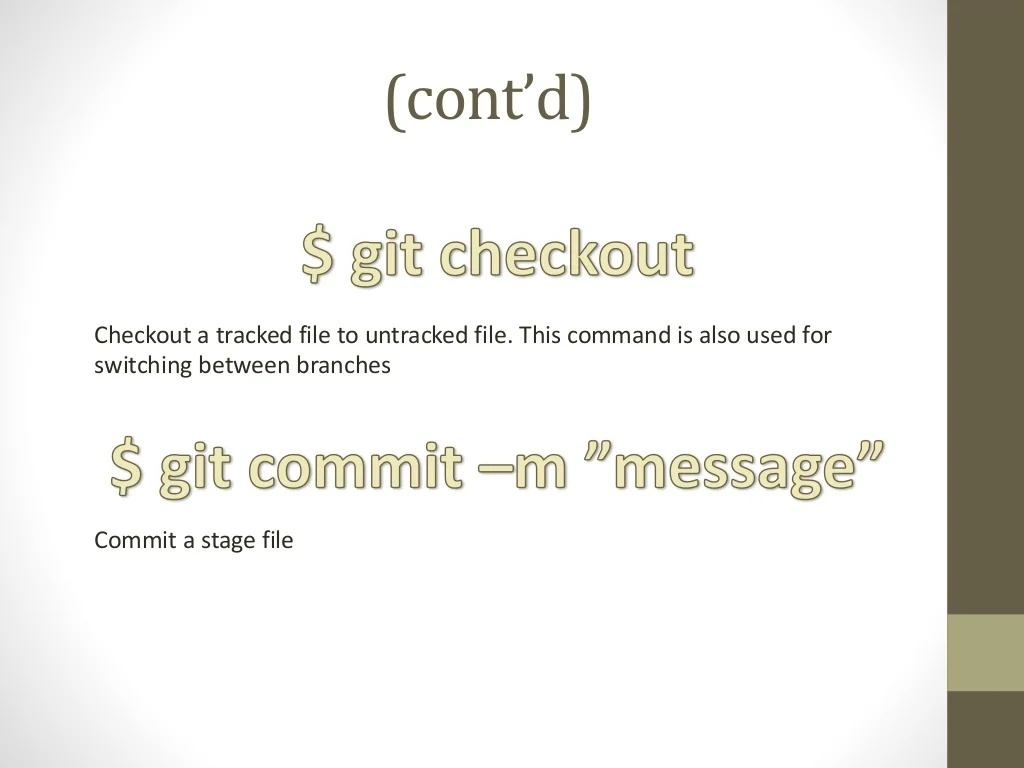 (cont’d)
$ git checkout
Checkout a tracked file to untracked file. This command is also used for
switching between branches
$ git commit –m ”message”
Commit a stage file